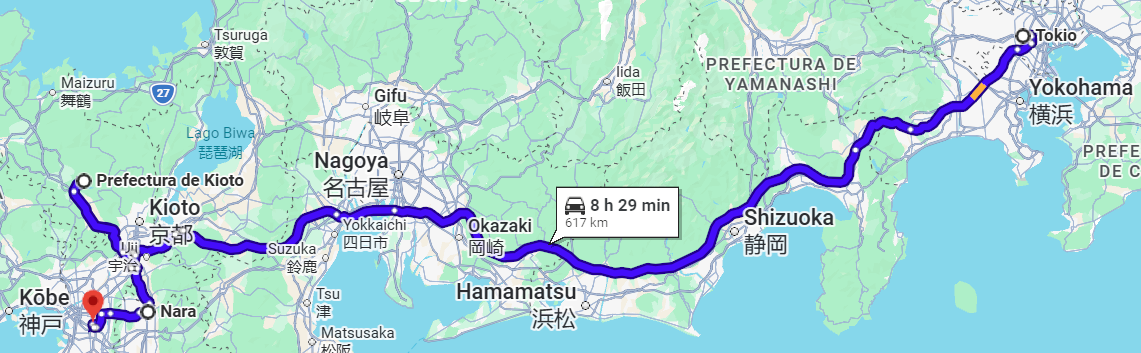 Tsuruga
敦賀
Tokio
Iida
飯田
PREFECTURA DE
YAMANASHI
Maizuru
舞鶴
27
Gifu
岐阜
Yokohama
横浜
Lago Biwa
琵琶湖
Nagoya
名古屋
PREFE
DE C
Prefectura de Kioto
Kioto
京都
8 h 29 min
617 km
Okazaki
岡崎
Yokkaichi
四日市
Shizuoka
静岡
Uji
宇治
Suzuka
鈴鹿
Kōbe
神戸
Nara
Tsu
津
Hamamatsu
浜松
Matsusaka
松阪